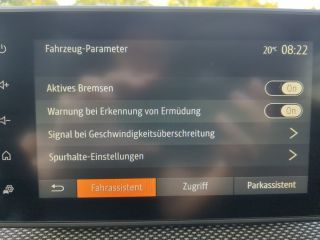 Fahrzeug-Parameter 20°C 08:22
Aktives Bremsen On
Warnung bei Erkennung von Ermüdung On
Signal bei Geschwindigkeitsüberschreitung
Spurhalte-Einstellungen
Fahrassistent Zugriff Parkassistent